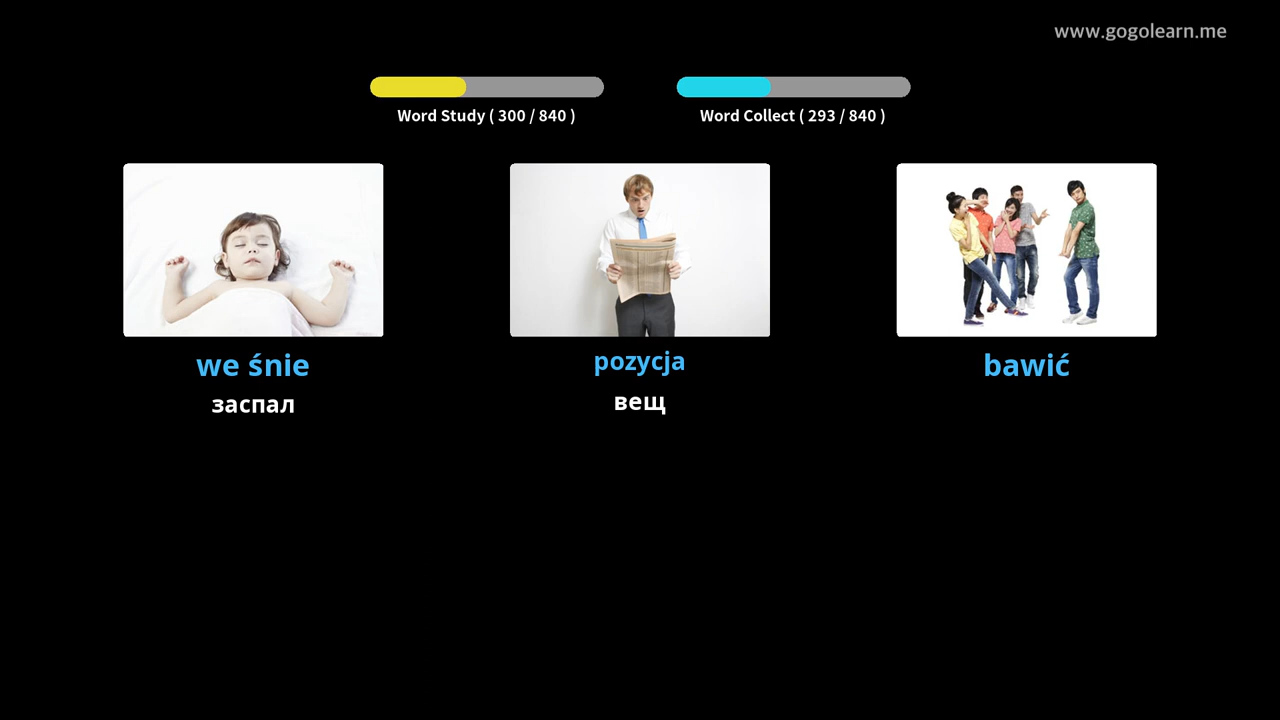 www.gogolearn.me
Word Study ( 300 / 840 )
Word Collect ( 293 / 840 )
we śnie
заспал
pozycja
вещ
bawić